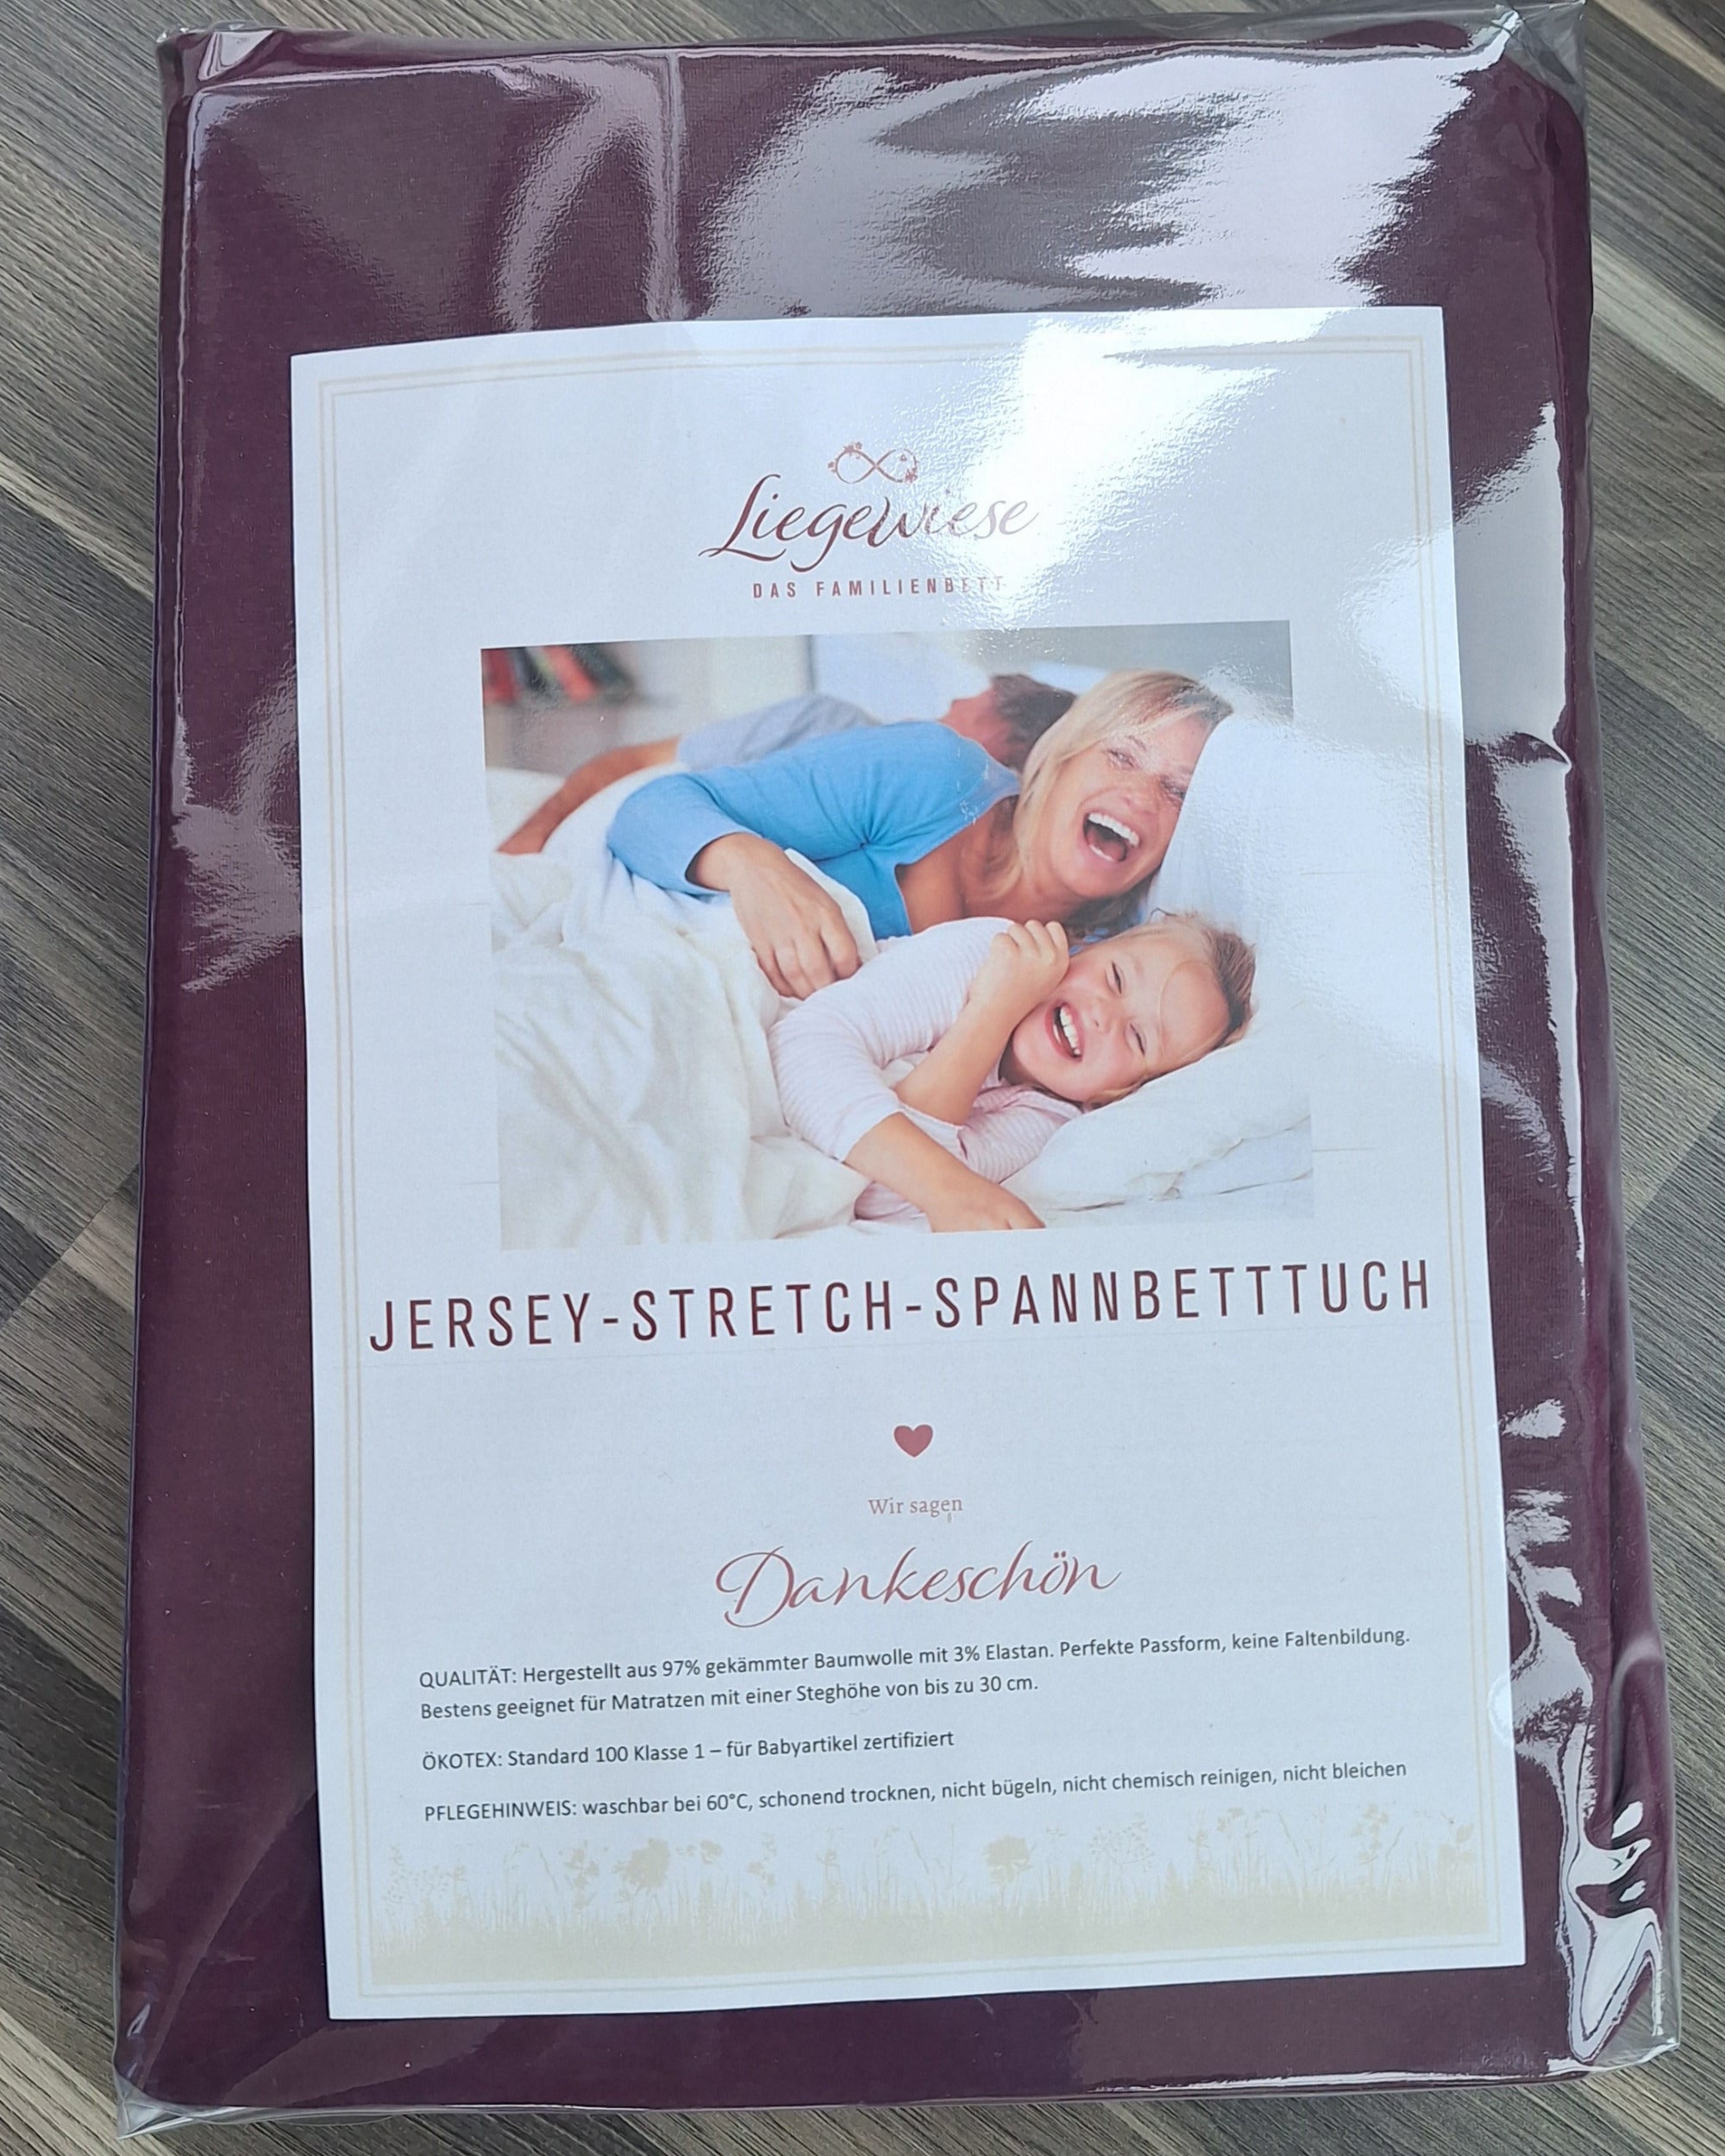 Liegewiese
DAS FAMILIENBETT
JERSEY-STRETCH-SPANNBETTTUCH
Wir sagen
Dankeschön
QUALITÄT: Hergestellt aus 97% gekämmter Baumwolle mit 3% Elastan. Perfekte Passform, keine Faltenbildung.
Bestens geeignet für Matratzen mit einer Steghöhe von bis zu 30 cm.
ÖKOTEX: Standard 100 Klasse 1 – für Babyartikel zertifiziert
PFLEGEHINWEIS: waschbar bei 60°C, schonend trocknen, nicht bügeln, nicht chemisch reinigen, nicht bleichen